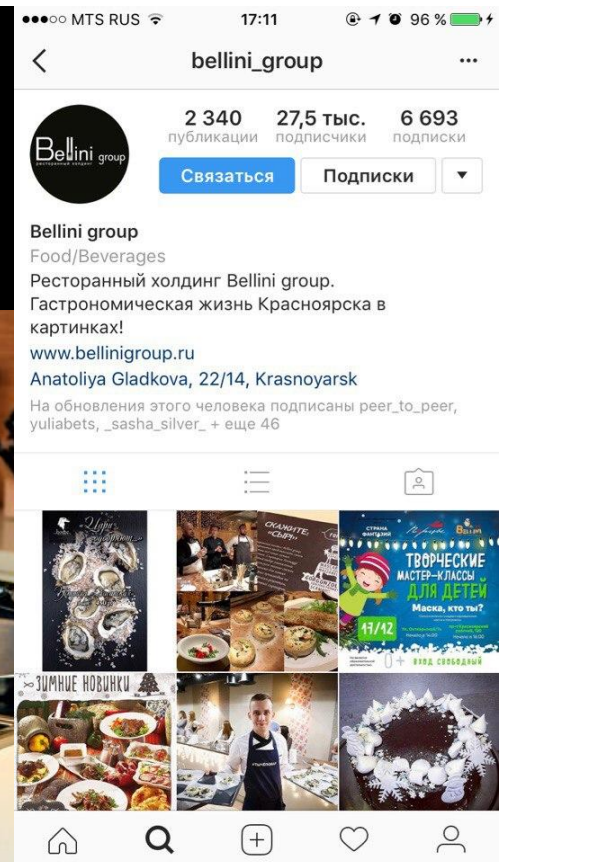 MTS RUS 17:11 96 %
bellini_group
2 340 27,5 тыс. 6 693
публикации подписчики подписки
Bellini group
ресторанный холдинг
Связаться Подписки
Bellini group
Food/Beverages
Ресторанный холдинг Bellini group.
Гастрономическая жизнь Красноярска в
картинках!
www.bellinigroup.ru
Anatoliya Gladkova, 22/14, Krasnoyarsk
На обновления этого человека подписаны peer_to_peer,
yuliabets, _sasha_silver_ + еще 46
СКАЖИТЕ,
«СЫР!»
СТРАНА
ФАНТАЗИЙ
ТВОРЧЕСКИЕ
МАСТЕР-КЛАССЫ
ДЛЯ ДЕТЕЙ
Маска, кто ты?
17/12
0+ ВХОД СВОБОДНЫЙ
ЗИМНИЕ НОВИНКИ